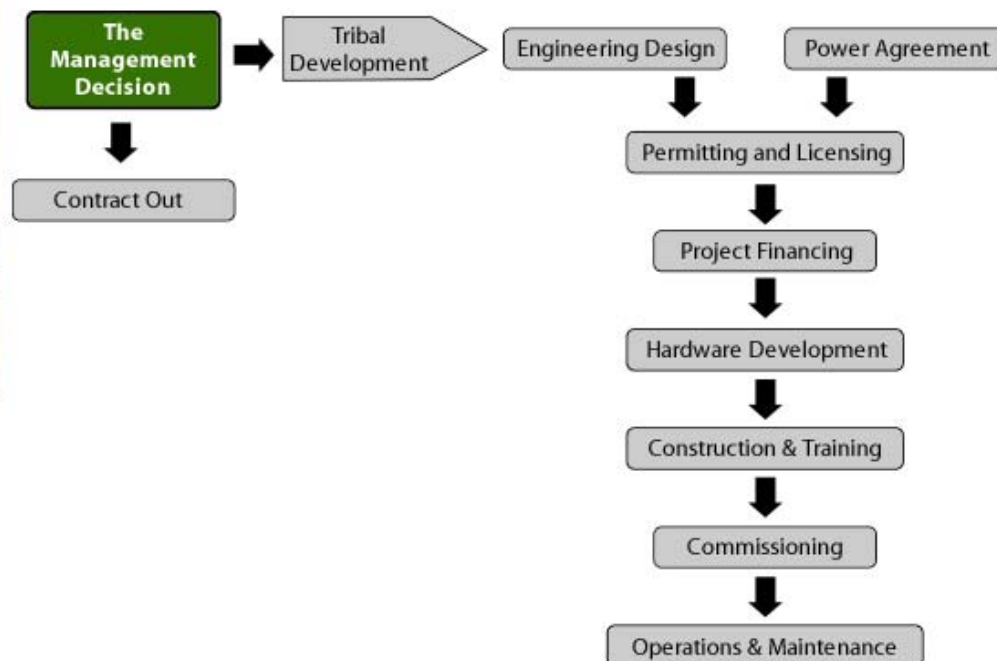 The
Management
Decision
Tribal
Development
Engineering Design
Power Agreement
Contract Out
Permitting and Licensing
Project Financing
Hardware Development
Construction & Training
Commissioning
Operations & Maintenance